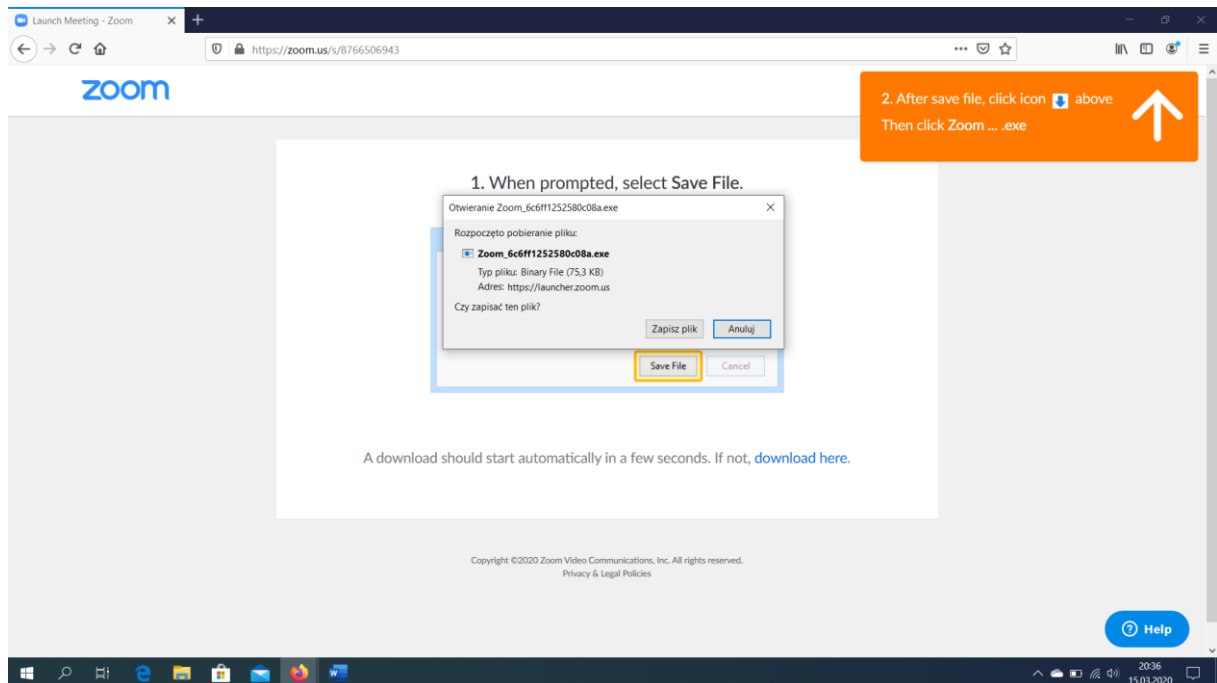 Launch Meeting - Zoom
https://zoom.us/s/8766506943
zoom
2. After save file, click icon above
Then click Zoom ... .exe
1. When prompted, select Save File.
Otwieranie Zoom_6c6ff1252580c08a.exe
Rozpoczęto pobieranie pliku:
Zoom_6c6ff1252580c08a.exe
Typ pliku: Binary File (75,3 KB)
Adres: https://launcher.zoom.us
Czy zapisać ten plik?
Zapisz plik Anuluj
Save File Cancel
A download should start automatically in a few seconds. If not, download here.
Copyright ©2020 Zoom Video Communications, Inc. All rights reserved.
Privacy & Legal Policies
Help
20:36
15.03.2020